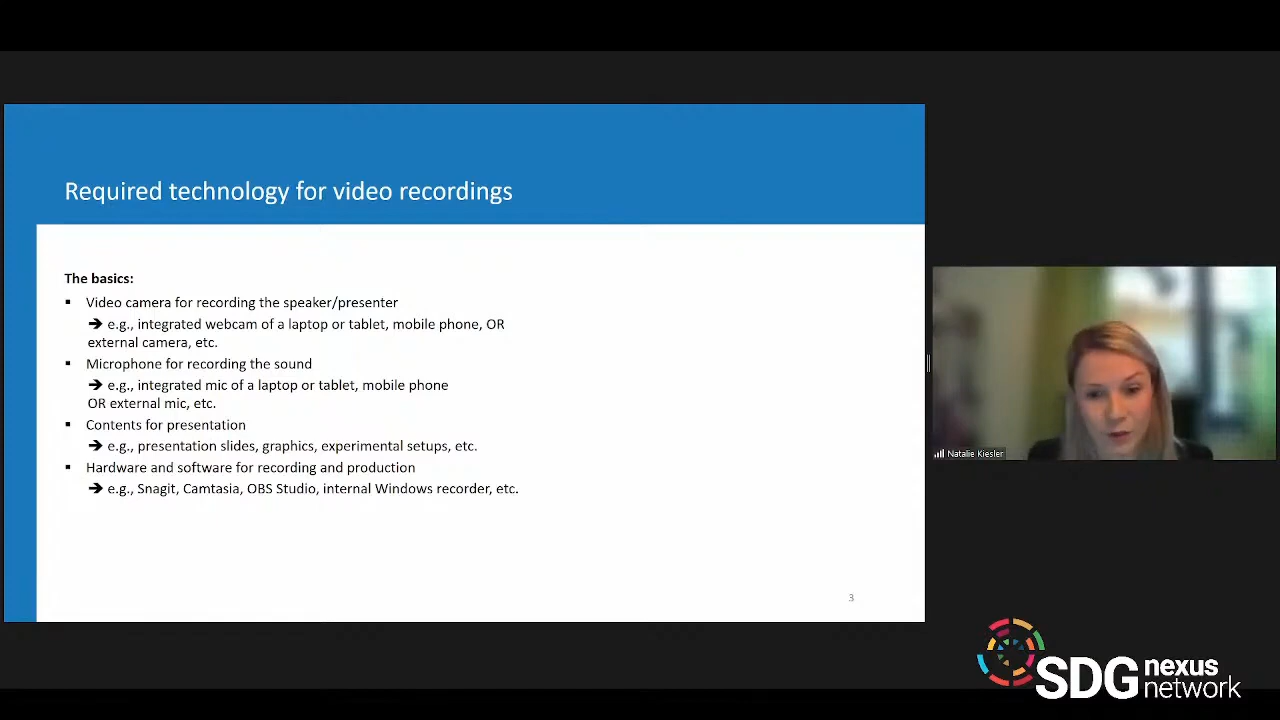 Required technology for video recordings
The basics:
▪ Video camera for recording the speaker/presenter
➔ e.g., integrated webcam of a laptop or tablet, mobile phone, OR
external camera, etc.
▪ Microphone for recording the sound
➔ e.g., integrated mic of a laptop or tablet, mobile phone
OR external mic, etc.
▪ Contents for presentation
➔ e.g., presentation slides, graphics, experimental setups, etc.
▪ Hardware and software for recording and production
➔ e.g., Snagit, Camtasia, OBS Studio, internal Windows recorder, etc.
3
Natalie Kiesler
SDG nexus
network